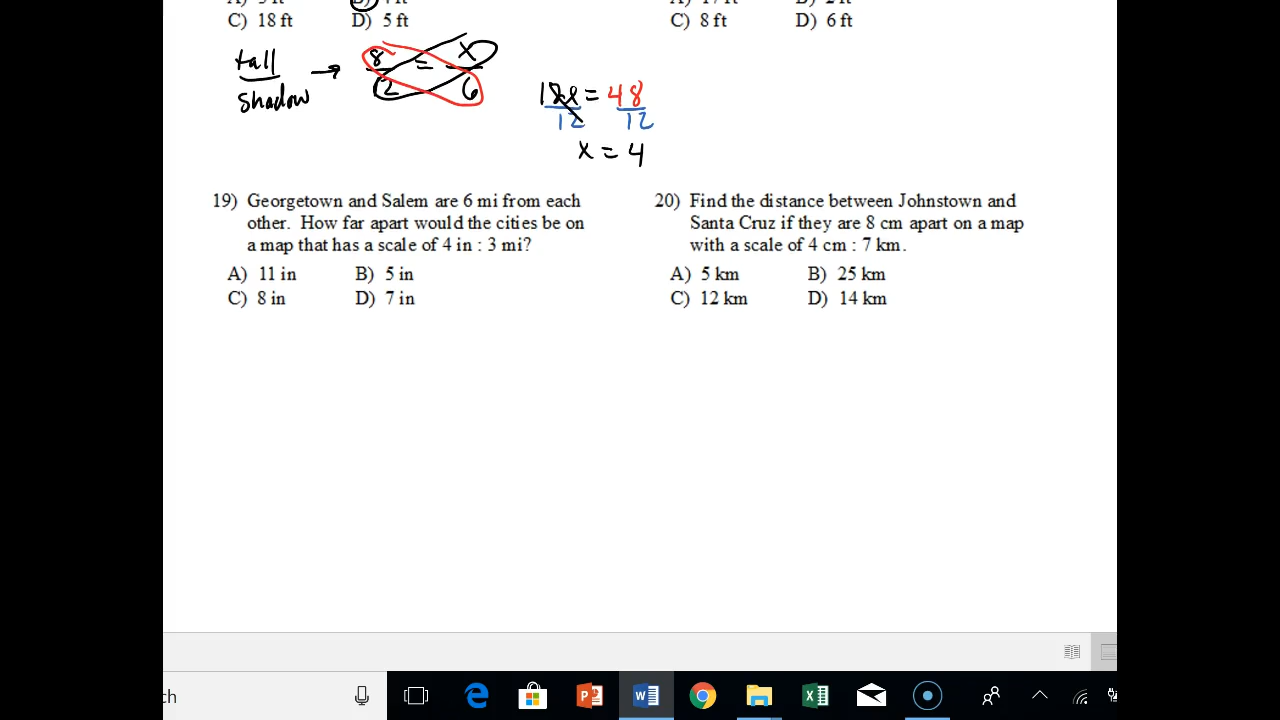 C) 18 ft D) 5 ft
C) 8 ft D) 6 ft
tall
shadow
8 = x
2 6
= 48
12 12
x = 4
19) Georgetown and Salem are 6 mi from each
other. How far apart would the cities be on
a map that has a scale of 4 in : 3 mi?
A) 11 in B) 5 in
C) 8 in D) 7 in
20) Find the distance between Johnstown and
Santa Cruz if they are 8 cm apart on a map
with a scale of 4 cm : 7 km.
A) 5 km B) 25 km
C) 12 km D) 14 km
ch